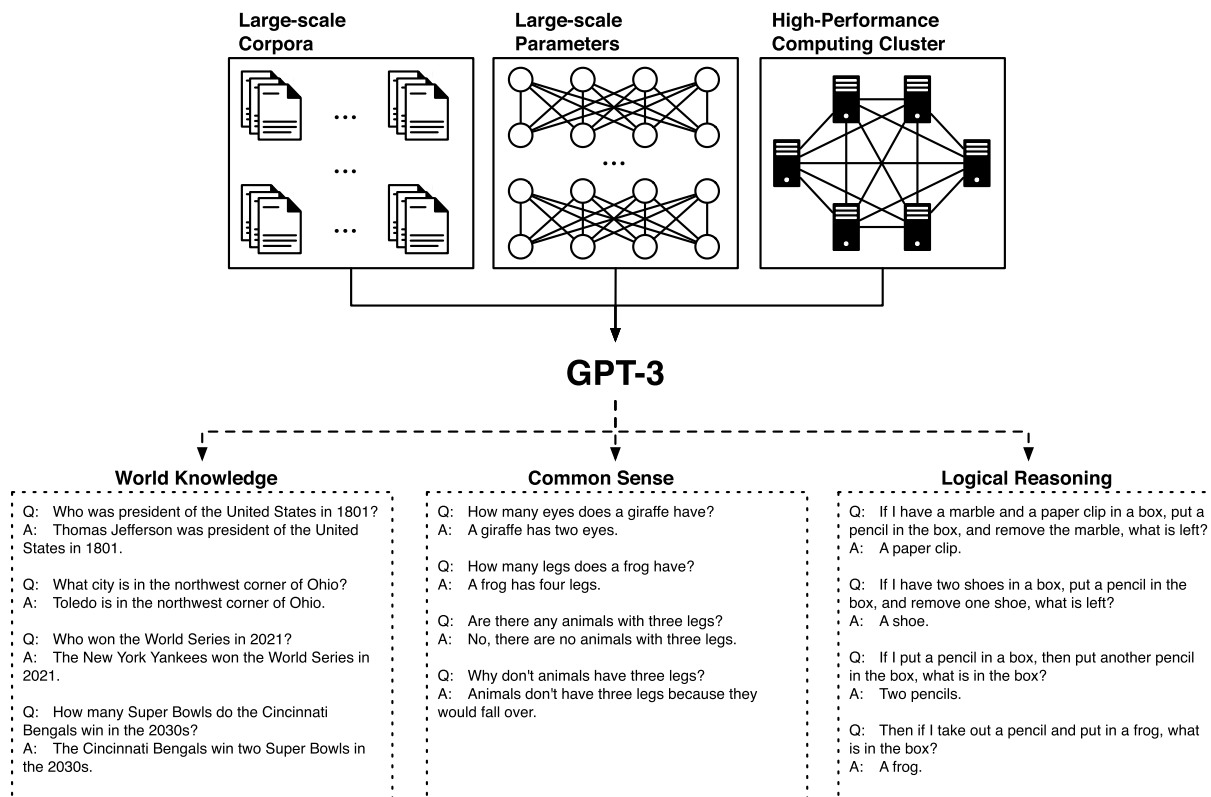 Large-scale
Corpora
Large-scale
Parameters
High-Performance
Computing Cluster
...
...
...
...
GPT-3
World Knowledge
Q: Who was president of the United States in 1801?
A: Thomas Jefferson was president of the United
States in 1801.
Q: What city is in the northwest corner of Ohio?
A: Toledo is in the northwest corner of Ohio.
Q: Who won the World Series in 2021?
A: The New York Yankees won the World Series in
2021.
Q: How many Super Bowls do the Cincinnati
Bengals win in the 2030s?
A: The Cincinnati Bengals win two Super Bowls in
the 2030s.
Common Sense
Q: How many eyes does a giraffe have?
A: A giraffe has two eyes.
Q: How many legs does a frog have?
A: A frog has four legs.
Q: Are there any animals with three legs?
A: No, there are no animals with three legs.
Q: Why don't animals have three legs?
A: Animals don't have three legs because they
would fall over.
Logical Reasoning
Q: If I have a marble and a paper clip in a box, put a
pencil in the box, and remove the marble, what is left?
A: A paper clip.
Q: If I have two shoes in a box, put a pencil in the
box, and remove one shoe, what is left?
A: A shoe.
Q: If I put a pencil in a box, then put another pencil
in the box, what is in the box?
A: Two pencils.
Q: Then if I take out a pencil and put in a frog, what
is in the box?
A: A frog.